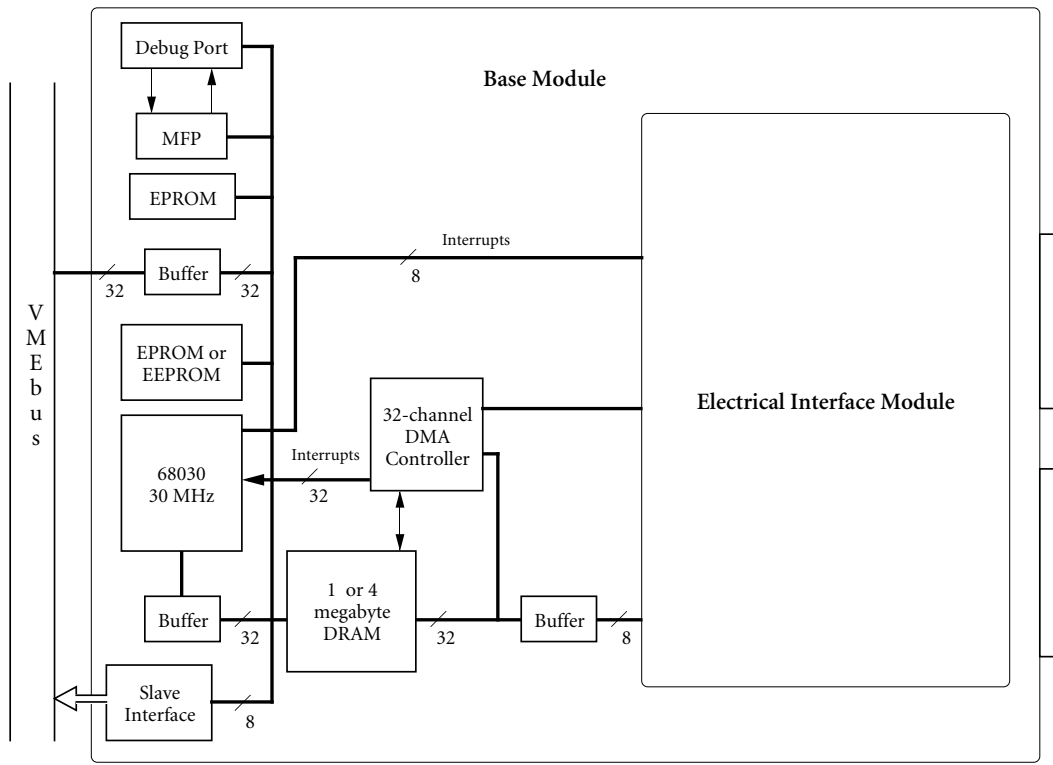 Debug Port
Base Module
MFP
EPROM
Interrupts
8
Buffer
32
32
VMEbus
EPROM or
EEPROM
Electrical Interface Module
32-channel
DMA
Controller
Interrupts
32
68030
30 MHz
1 or 4
megabyte
DRAM
Buffer
32
32
Buffer
8
Slave
Interface
8